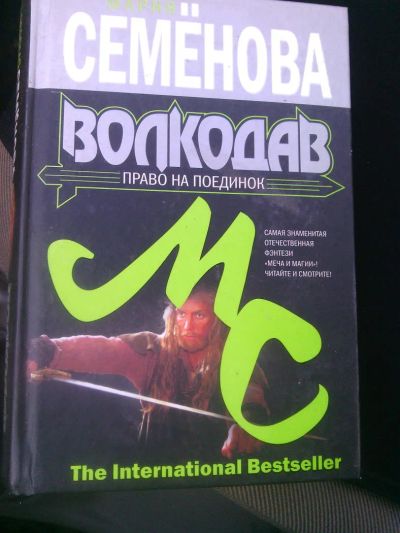 СЕМЁНОВА
ВОЛКОДАВ
ПРАВО НА ПОЕДИНОК
МС
САМАЯ ЗНАМЕНИТАЯ
ОТЕЧЕСТВЕННАЯ
ФЭНТЕЗИ
«МЕЧА И МАГИИ»!
ЧИТАЙТЕ И СМОТРИТЕ!
The International Bestseller